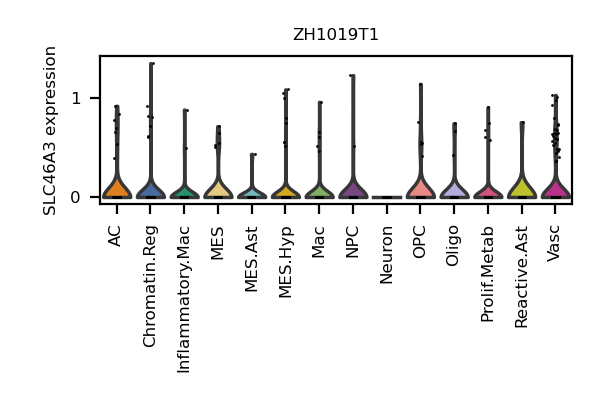 ZH1019T1
SLC46A3 expression
1
0
AC
Chromatin.Reg
Inflammatory.Mac
MES
MES.Ast
MES.Hyp
Mac
NPC
Neuron
OPC
Oligo
Prolif.Metab
Reactive.Ast
Vasc